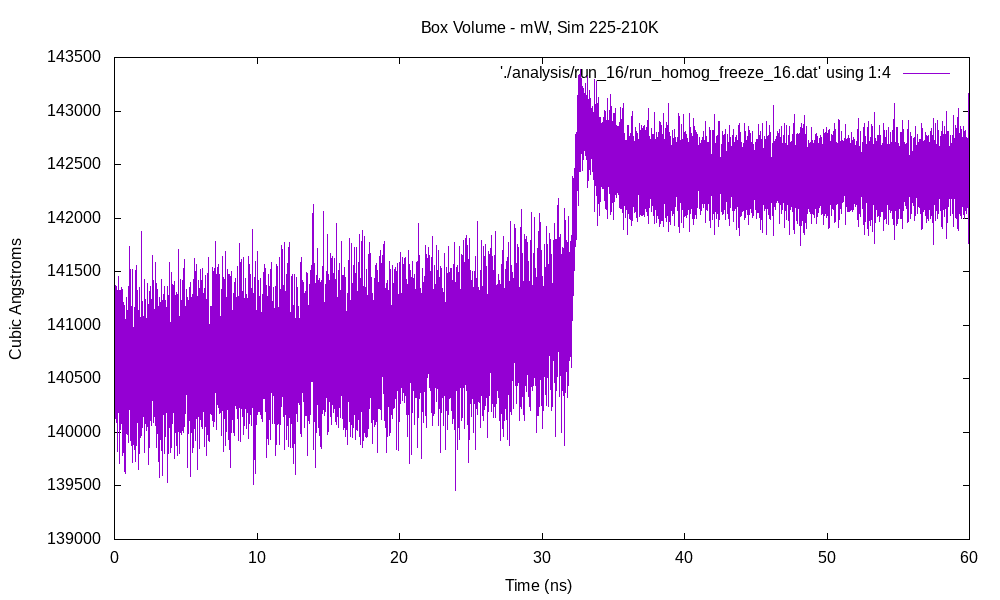 Box Volume - mW, Sim 225-210K
'./analysis/run_16/run_homog_freeze_16.dat' using 1:4
143500
143000
142500
142000
141500
141000
140500
140000
139500
139000
Cubic Angstroms
0 10 20 30 40 50 60
Time (ns)